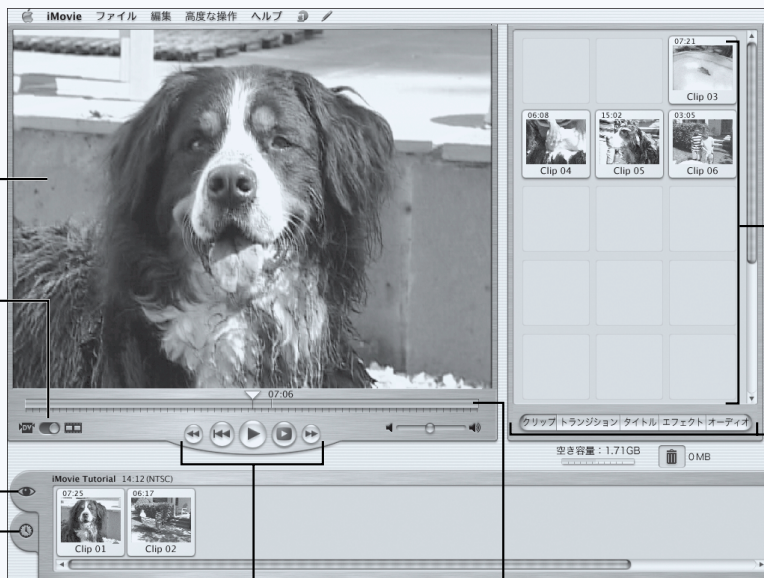 iMovie ファイル 編集 高度な操作 ヘルプ
07:21
Clip 03
06:08 15:02 03:05
Clip 04 Clip 05 Clip 06
07:06
DV
クリップ トランジション タイトル エフェクト オーディオ
空き容量：1.71GB 0MB
iMovie Tutorial 14:12 (NTSC)
07:25 06:17
Clip 01 Clip 02